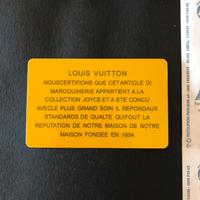 LOUIS VUITTON
NOUSCERTIFIONS QUE CET ARTICLE DI
MAROQUINERIE APPARTIENT A LA
COLLECTION JOYCE ET A ETE CONCU
AVECLE PLUS GRAND SOIN IL REPONDAUX
STANDARDS DE QUALTE QUIFOUT LA
REPUTATION DE NOTRE MAISON DE NOTRE
MAISON FONDEE EN 1854